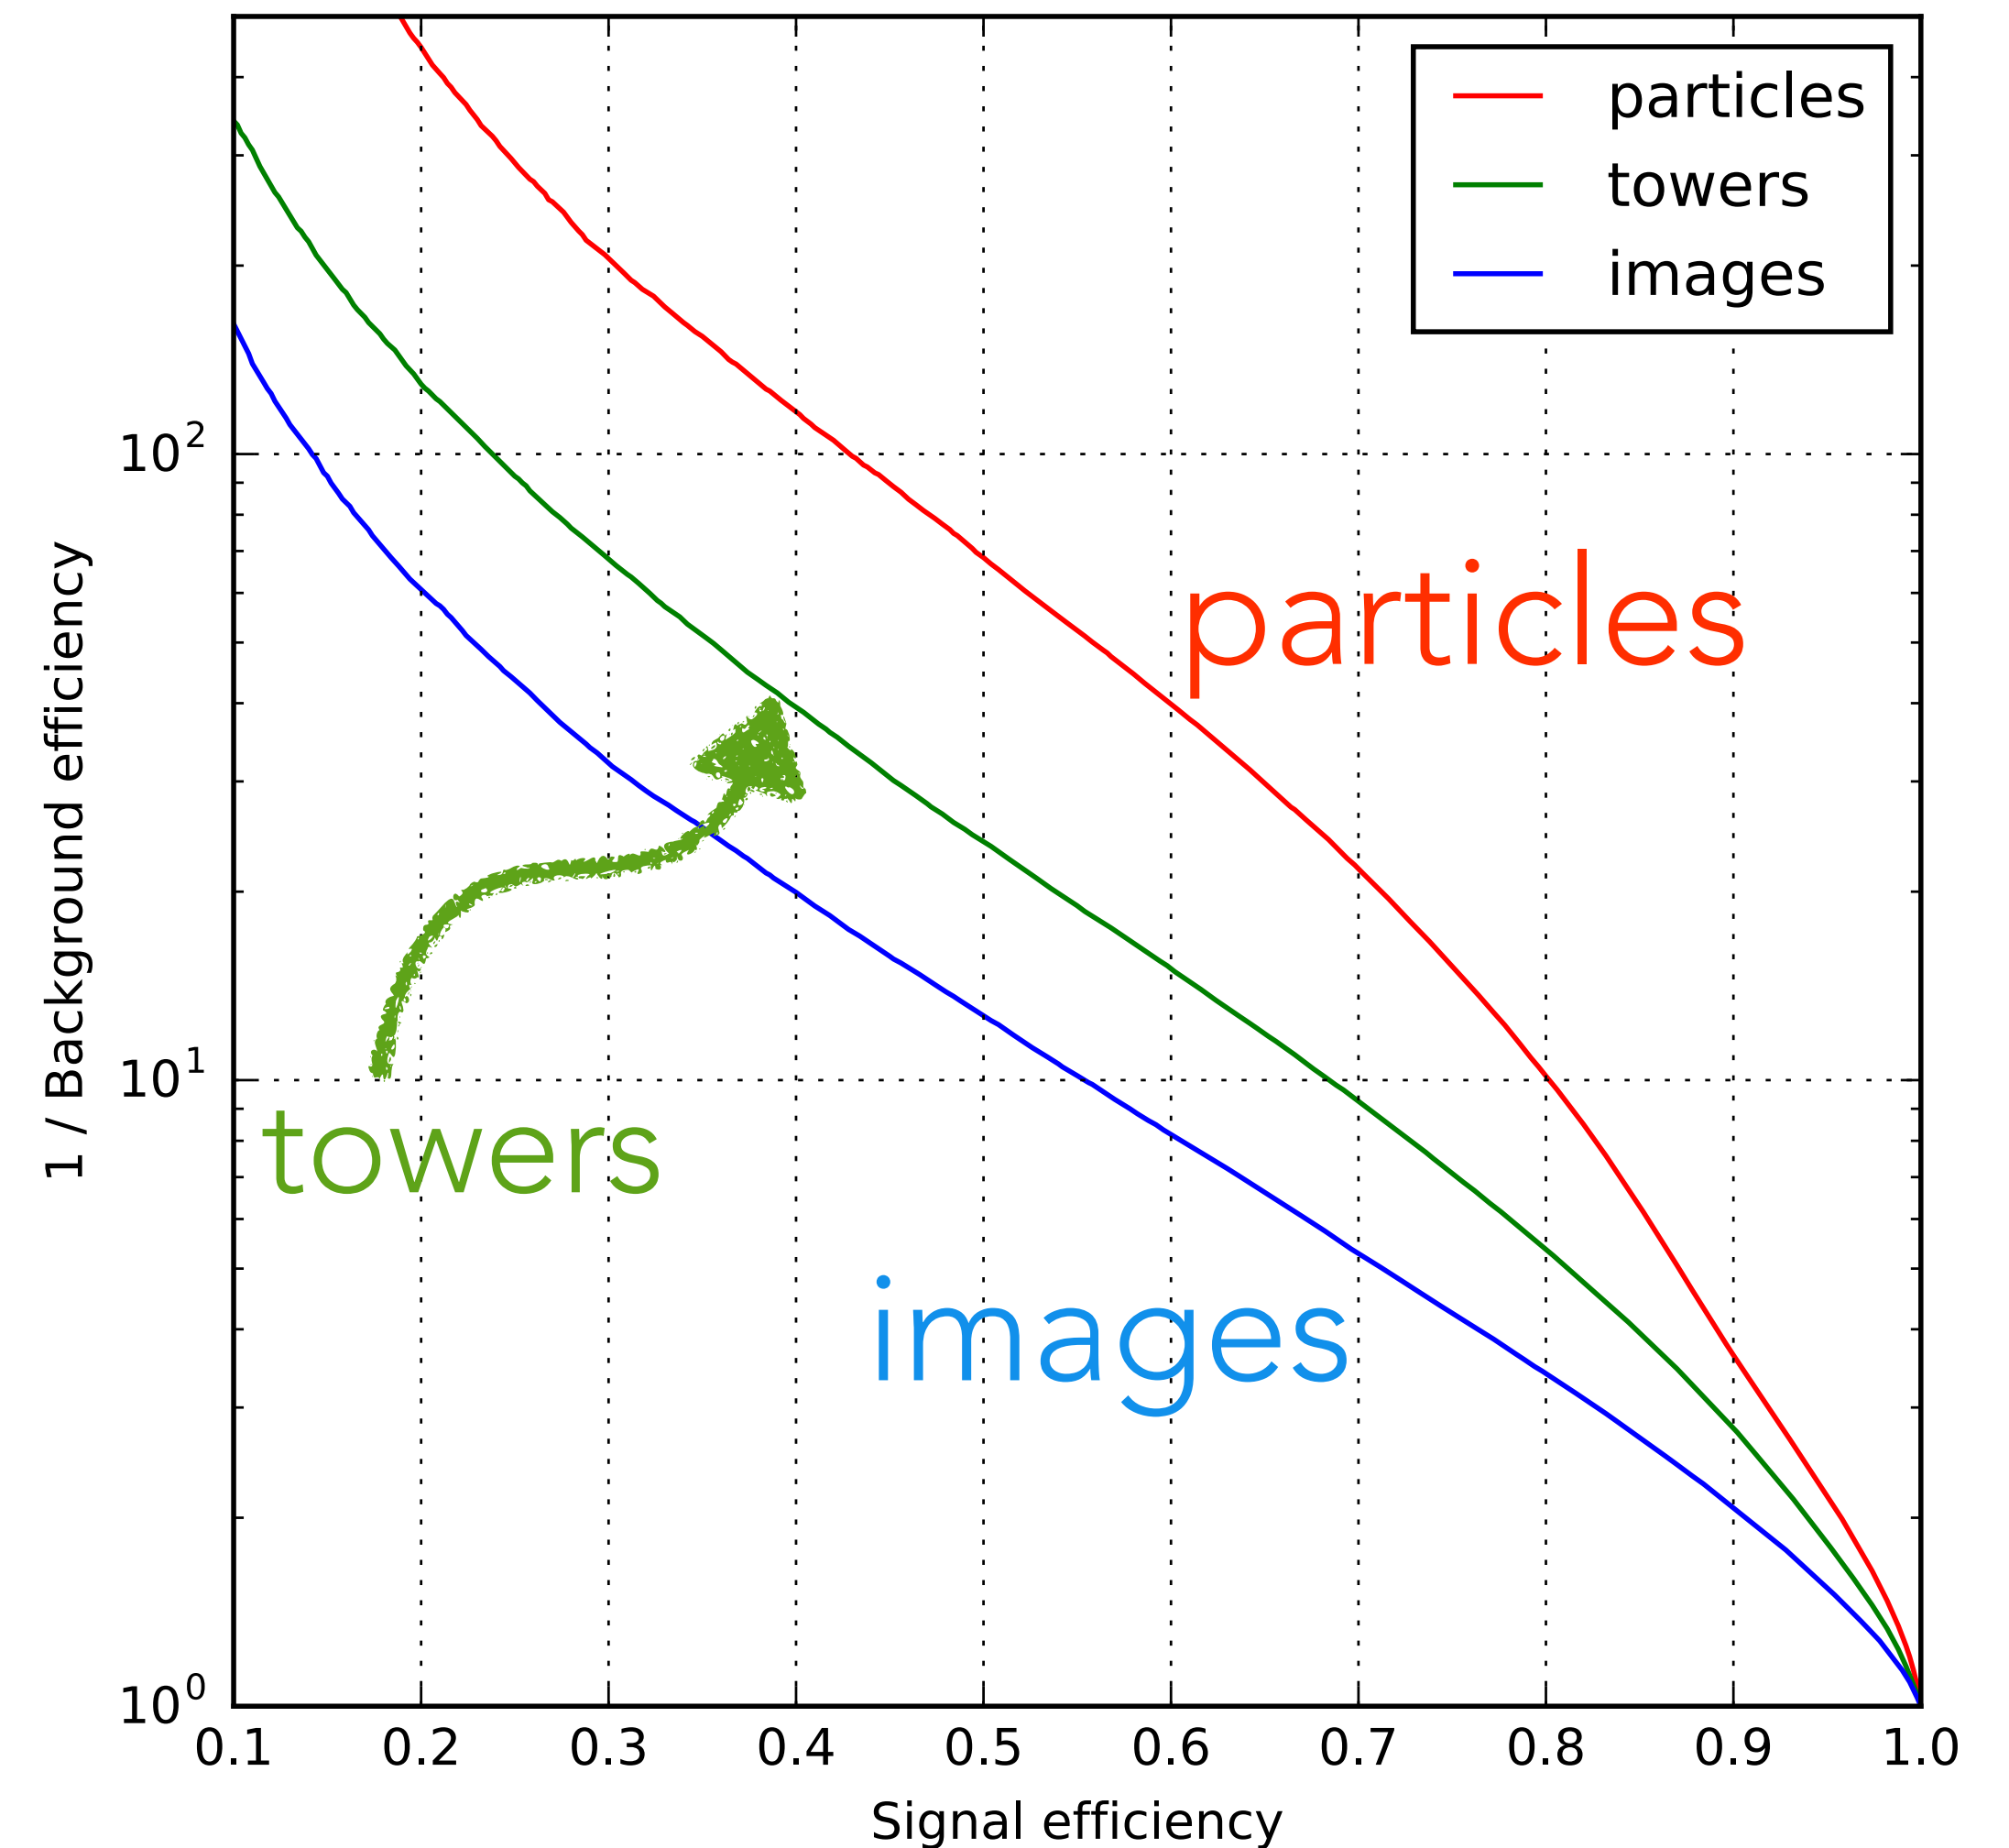 particles
towers
images
10²
particles
1 / Background efficiency
10¹
towers
images
10⁰
0.1 0.2 0.3 0.4 0.5 0.6 0.7 0.8 0.9 1.0
Signal efficiency